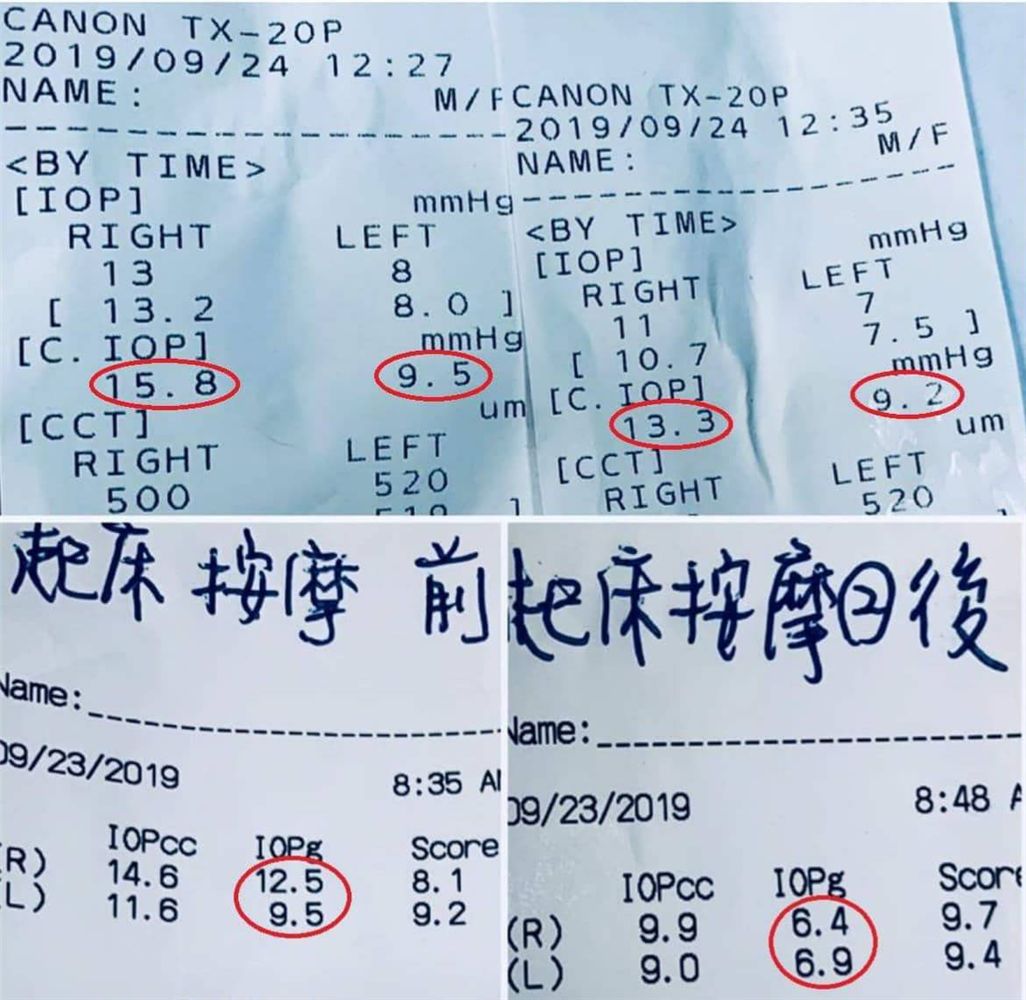 CANON TX-20P
2019/09/24 12:27
NAME: M/F
<BY TIME>
[IOP] mmHg
RIGHT LEFT
13 8
[ 13.2 8.0 ]
[C. IOP] mmHg
15.8 9.5
[CCT] um
RIGHT LEFT
500 520
]
CANON TX-20P
2019/09/24 12:35
NAME: M/F
<BY TIME>
[IOP] mmHg
RIGHT LEFT
11 7
[ 10.7 7.5 ]
[C. IOP] mmHg
13.3 9.2
[CCT] um
RIGHT LEFT
520
起床按摩 前
Name:
09/23/2019 8:35 A
IOPcc IOPg Score
(R) 14.6 12.5 8.1
(L) 11.6 9.5 9.2
起床按摩日後
Name:
09/23/2019 8:48 A
IOPcc IOPg Score
(R) 9.9 6.4 9.7
(L) 9.0 6.9 9.4